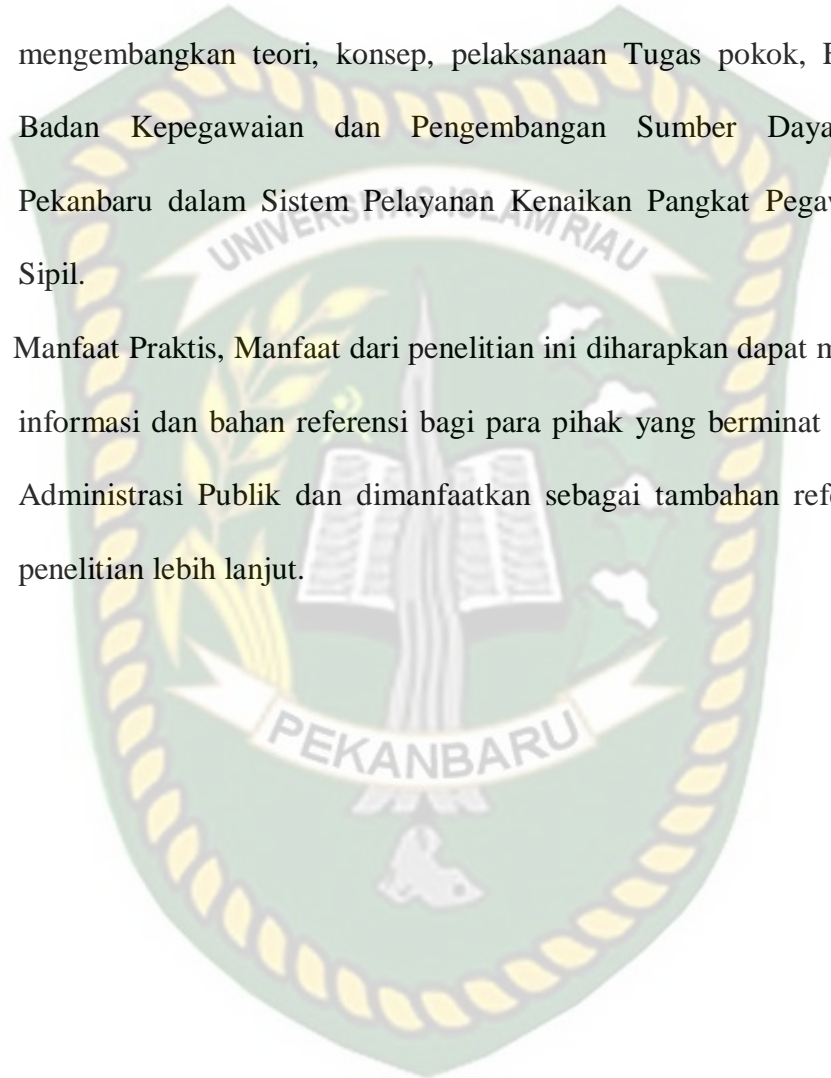 mengembangkan teori, konsep, pelaksanaan Tugas pokok,
Badan Kepegawaian dan Pengembangan Sumber Daya
Pekanbaru dalam Sistem Pelayanan Kenaikan Pangkat
Sipil.
Manfaat Praktis, Manfaat dari penelitian ini diharapkan dapat
informasi dan bahan referensi bagi para pihak yang berminat
Administrasi Publik dan dimanfaatkan sebagai tambahan
penelitian lebih lanjut.
UNIVERSITAS ISLAM RIAU
PEKANBARU